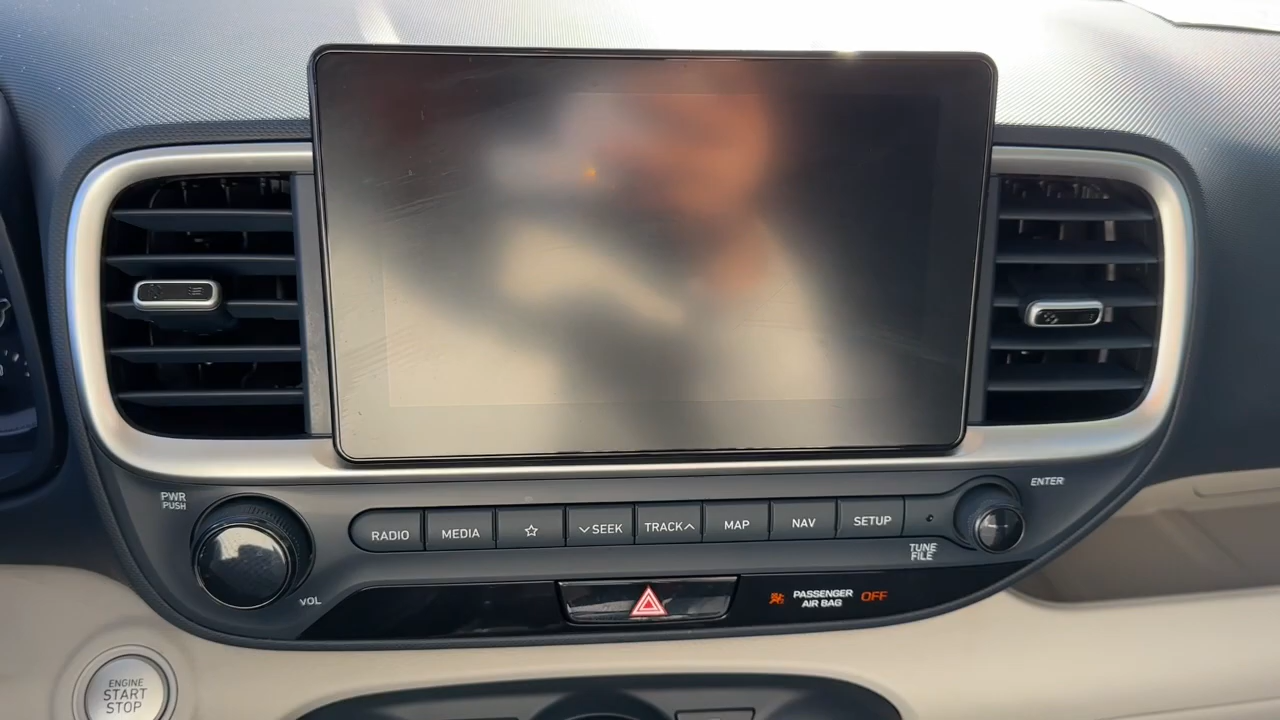 PWR
PUSH
VOL
RADIO
MEDIA
SEEK
TRACK
MAP
NAV
SETUP
ENTER
TUNE
FILE
PASSENGER
AIR BAG
OFF
ENGINE
START
STOP